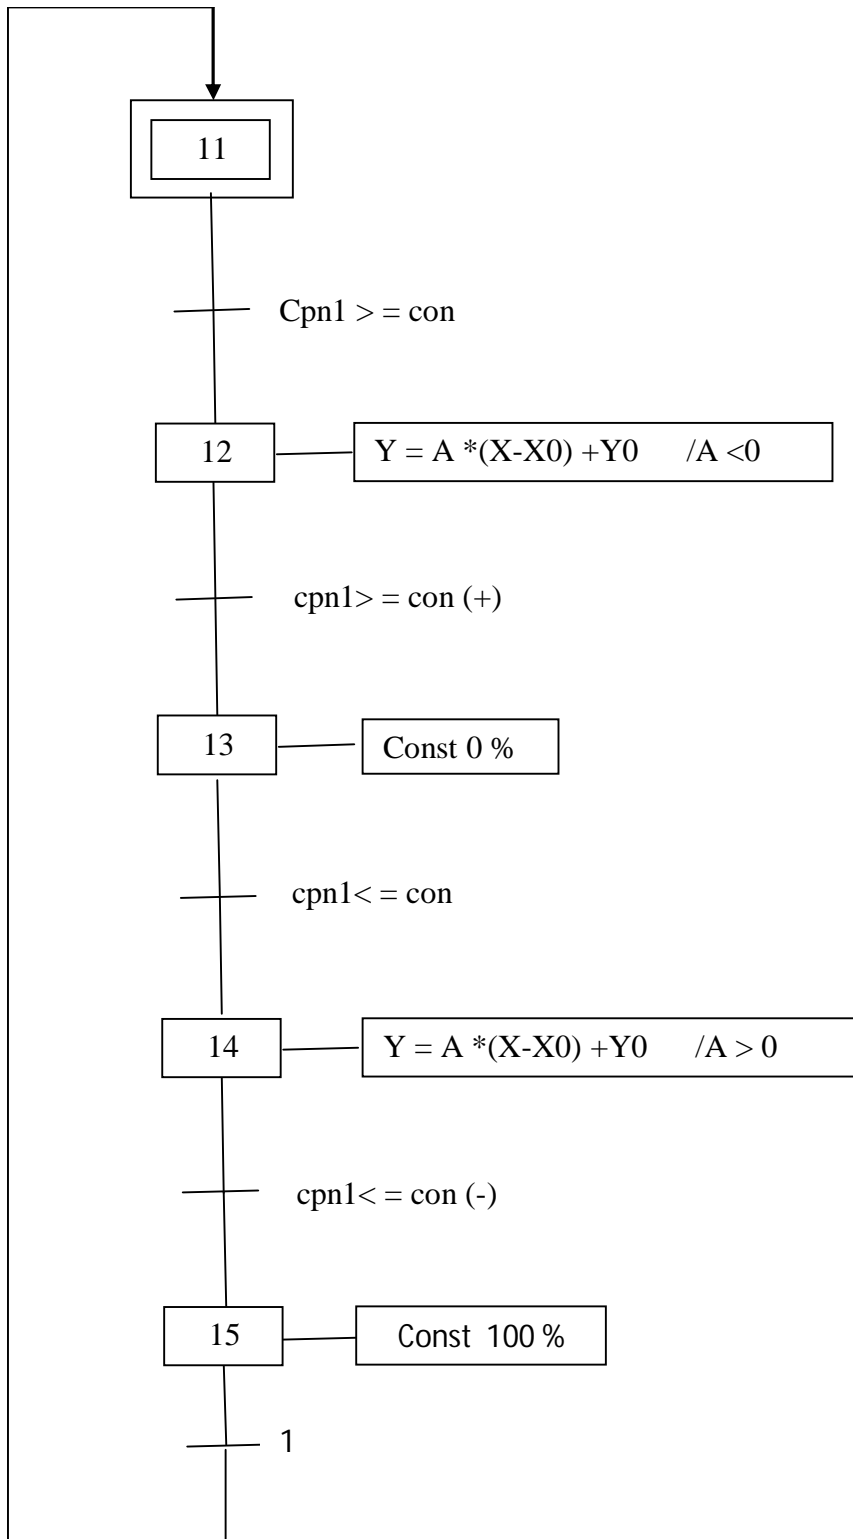 11
Cpn1 > = con
12
Y = A *(X-X0) +Y0 /A <0
cpn1> = con (+)
13
Const 0 %
cpn1< = con
14
Y = A *(X-X0) +Y0 /A > 0
cpn1< = con (-)
15
Const 100 %
1